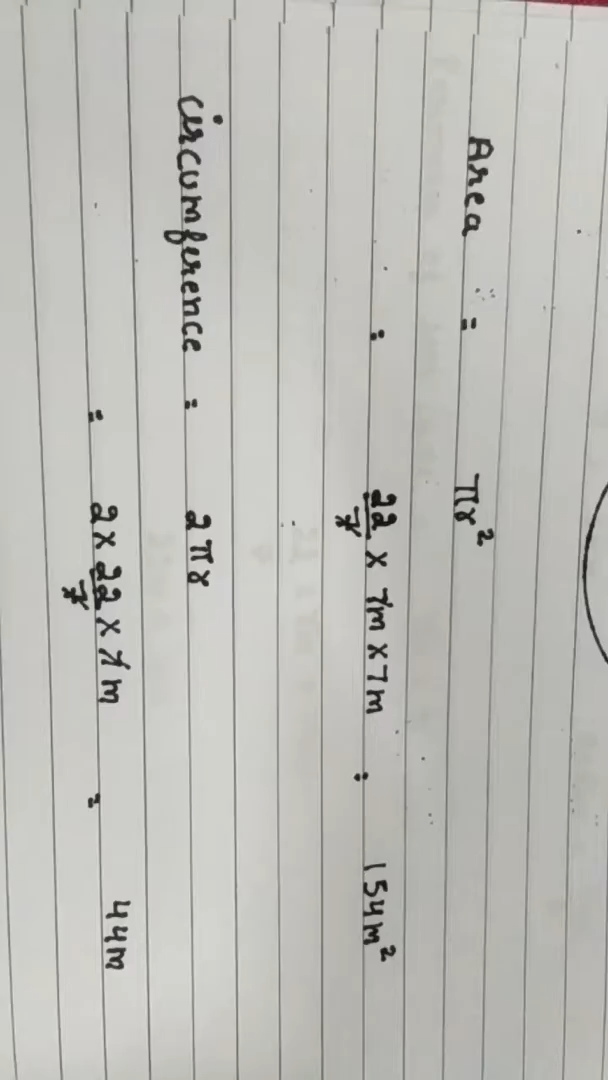 Area = πr²
= 22/7 × 7m × 7m = 154m²
circumference = 2πr
= 2 × 22/7 × 7m = 44m